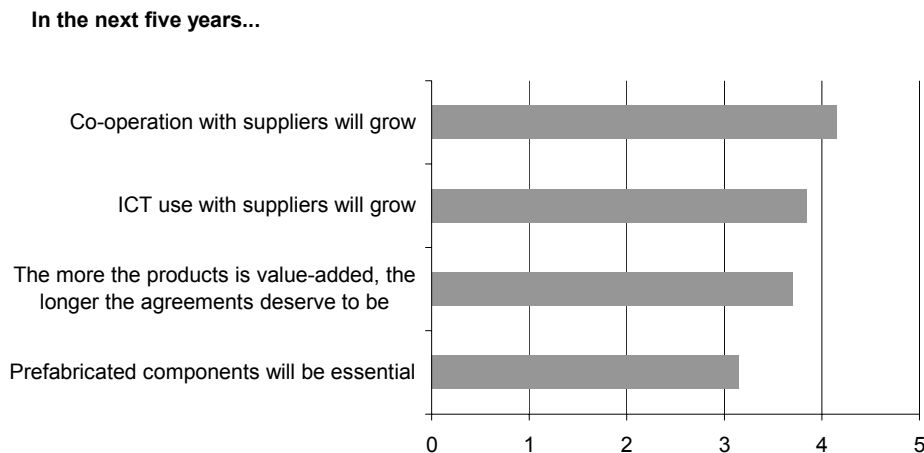 In the next five years...
Co-operation with suppliers will grow
ICT use with suppliers will grow
The more the products is value-added, the
longer the agreements deserve to be
Prefabricated components will be essential
0 1 2 3 4 5